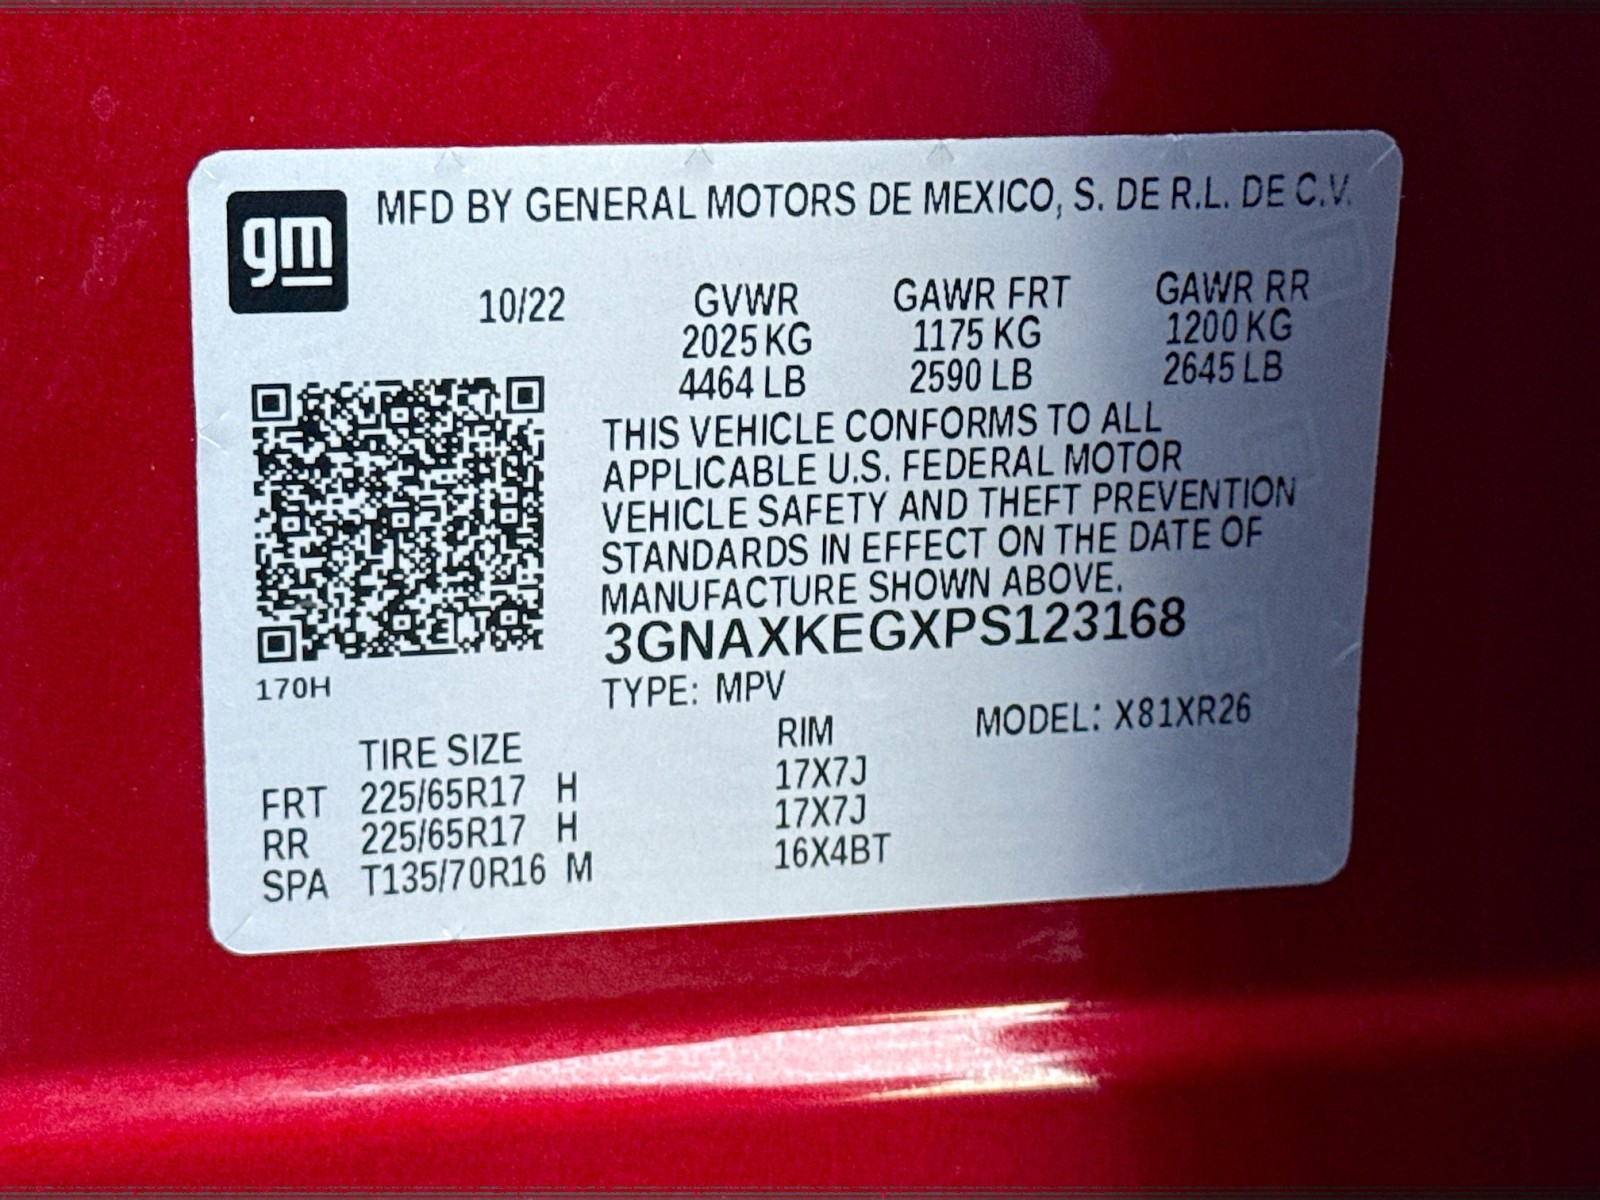 gm
MFD BY GENERAL MOTORS DE MEXICO, S. DE R.L. DE C.V.
10/22 GVWR GAWR FRT GAWR RR
2025 KG 1175 KG 1200 KG
4464 LB 2590 LB 2645 LB
THIS VEHICLE CONFORMS TO ALL
APPLICABLE U.S. FEDERAL MOTOR
VEHICLE SAFETY AND THEFT PREVENTION
STANDARDS IN EFFECT ON THE DATE OF
MANUFACTURE SHOWN ABOVE.
3GNAXKEGXPS123168
170H
TYPE: MPV MODEL: X81XR26
TIRE SIZE RIM
FRT 225/65R17 H 17X7J
RR 225/65R17 H 17X7J
SPA T135/70R16 M 16X4BT